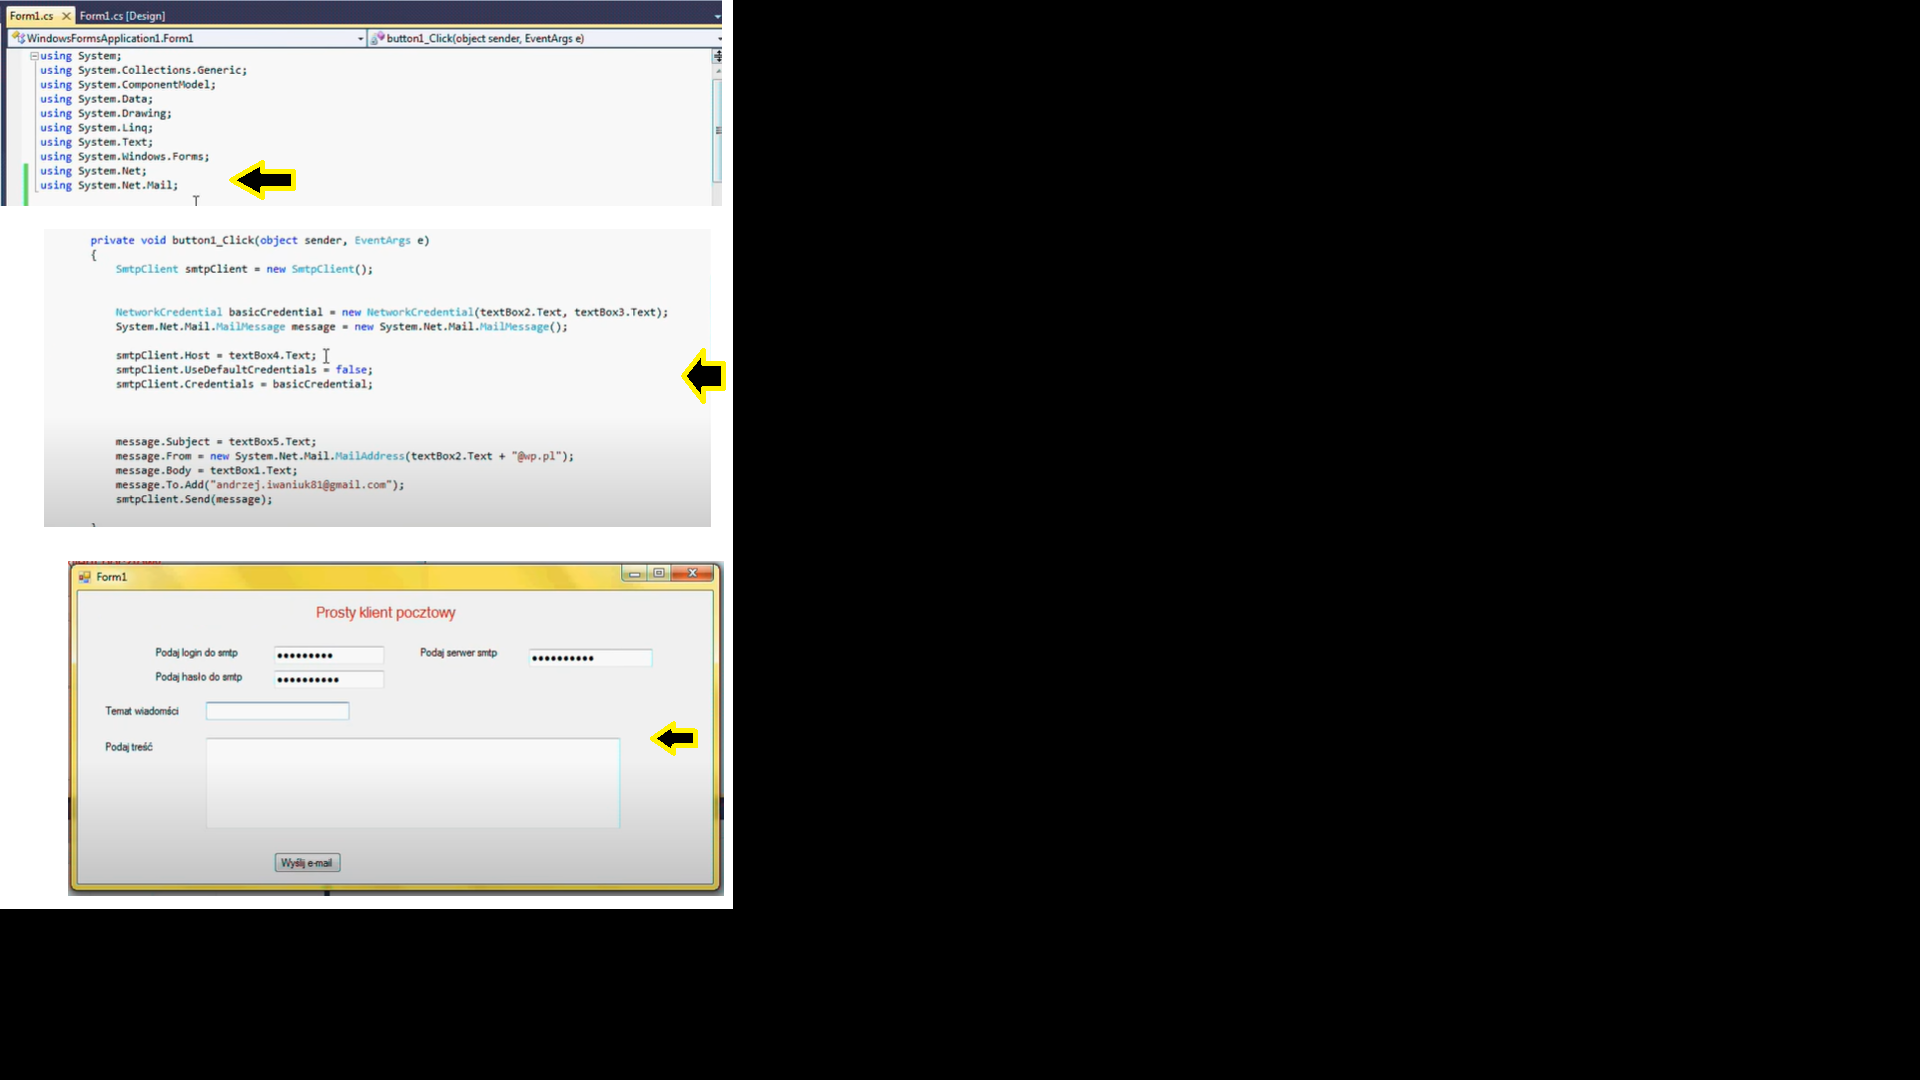 Form1.cs Form1.cs [Design]
WindowsFormsApplication1.Form1 button1_Click(object sender, EventArgs e)
using System;
using System.Collections.Generic;
using System.ComponentModel;
using System.Data;
using System.Drawing;
using System.Linq;
using System.Text;
using System.Windows.Forms;
using System.Net;
using System.Net.Mail;
private void button1_Click(object sender, EventArgs e)
{
SmtpClient smtpClient = new SmtpClient();
NetworkCredential basicCredential = new NetworkCredential(textBox2.Text, textBox3.Text);
System.Net.Mail.MailMessage message = new System.Net.Mail.MailMessage();
smtpClient.Host = textBox4.Text;
smtpClient.UseDefaultCredentials = false;
smtpClient.Credentials = basicCredential;
message.Subject = textBox5.Text;
message.From = new System.Net.Mail.MailAddress(textBox2.Text + "@wp.pl");
message.Body = textBox1.Text;
message.To.Add("andrzej.iwaniuk81@gmail.com");
smtpClient.Send(message);
Form1
Prosty klient pocztowy
Podaj login do smtp
Podaj serwer smtp
Podaj hasło do smtp
Temat wiadomości
Podaj treść
Wyślij e-mail